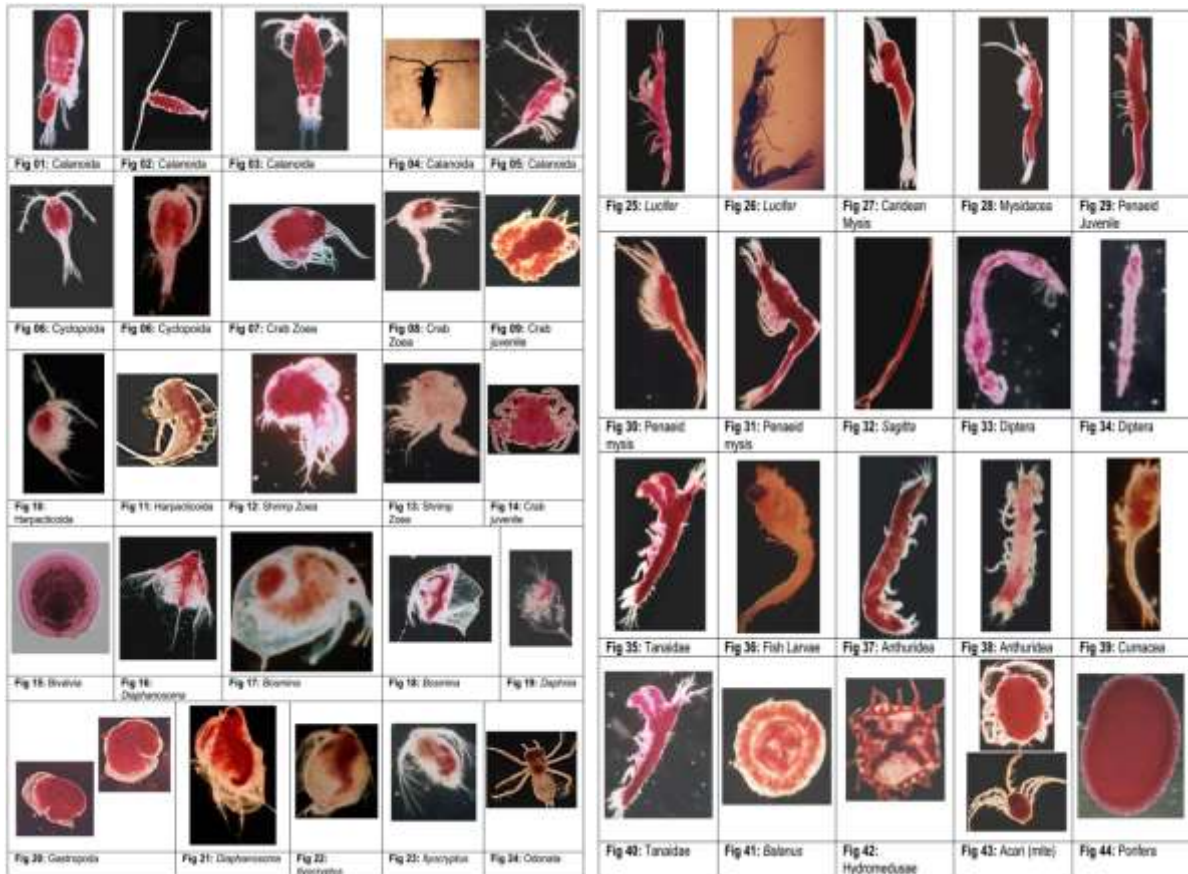 Fig 01: Calanoida
Fig 02: Calanoida
Fig 03: Calanoida
Fig 04: Calanoida
Fig 05: Calanoida
Fig 06: Cyclopoida
Fig 06: Cyclopoida
Fig 07: Crab Zoea
Fig 08: Crab
Zoea
Fig 09: Crab
juvenile
Fig 10:
Harpacticoida
Fig 11: Harpacticoida
Fig 12: Shrimp Zoea
Fig 13: Shrimp
Zoea
Fig 14: Crab
juvenile
Fig 15: Bivalvia
Fig 16:
Diaphanosoma
Fig 17: Bosmina
Fig 18: Bosmina
Fig 19: Daphnia
Fig 20: Gastropoda
Fig 21: Diaphanosoma
Fig 22:
Ilyocryptus
Fig 23: Ilyocryptus
Fig 24: Odonata
Fig 25: Lucifer
Fig 26: Lucifer
Fig 27: Caridean
Mysis
Fig 28: Mysidacea
Fig 29: Penaeid
Juvenile
Fig 30: Penaeid
mysis
Fig 31: Penaeid
mysis
Fig 32: Sagitta
Fig 33: Diptera
Fig 34: Diptera
Fig 35: Tanaidae
Fig 36: Fish Larvae
Fig 37: Anthuridea
Fig 38: Anthuridea
Fig 39: Cumacea
Fig 40: Tanaidae
Fig 41: Balanus
Fig 42:
Hydromedusae
Fig 43: Acari (mite)
Fig 44: Porifera